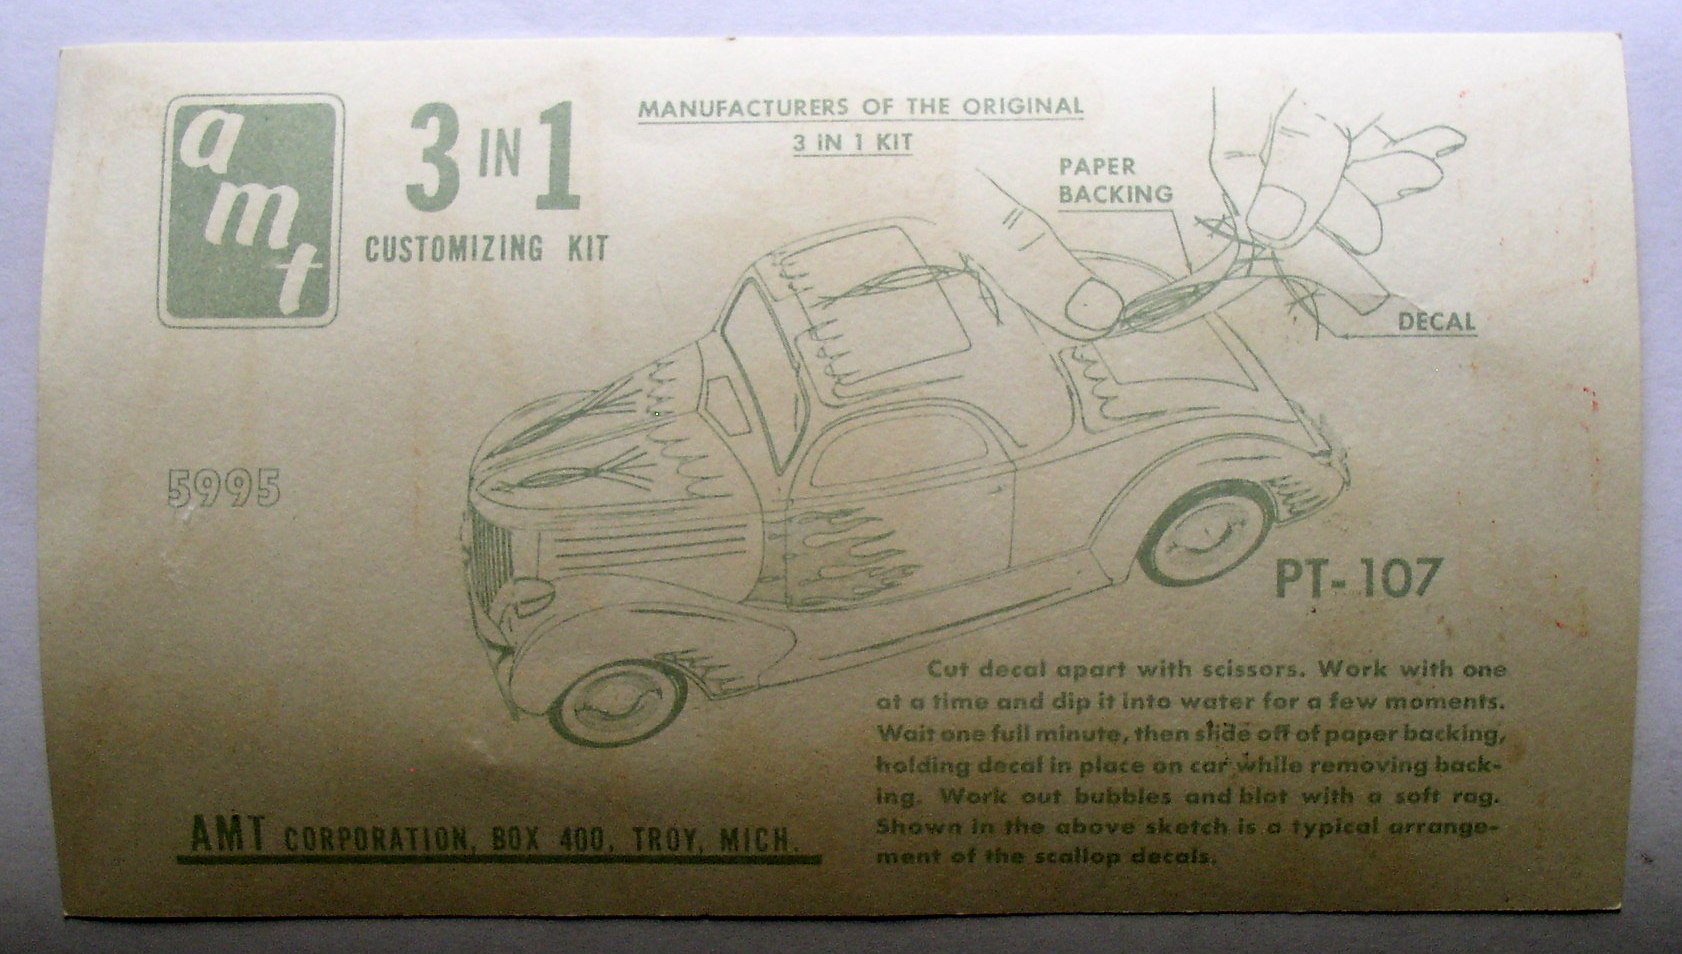 amt
3 IN 1
CUSTOMIZING KIT
MANUFACTURERS OF THE ORIGINAL
3 IN 1 KIT
PAPER
BACKING
DECAL
5995
PT-107
Cut decal apart with scissors. Work with one
at a time and dip it into water for a few moments.
Wait one full minute, then slide off of paper backing,
holding decal in place on car while removing back-
ing. Work out bubbles and blot with a soft rag.
Shown in the above sketch is a typical arrange-
ment of the scallop decals.
AMT CORPORATION, BOX 400, TROY, MICH.